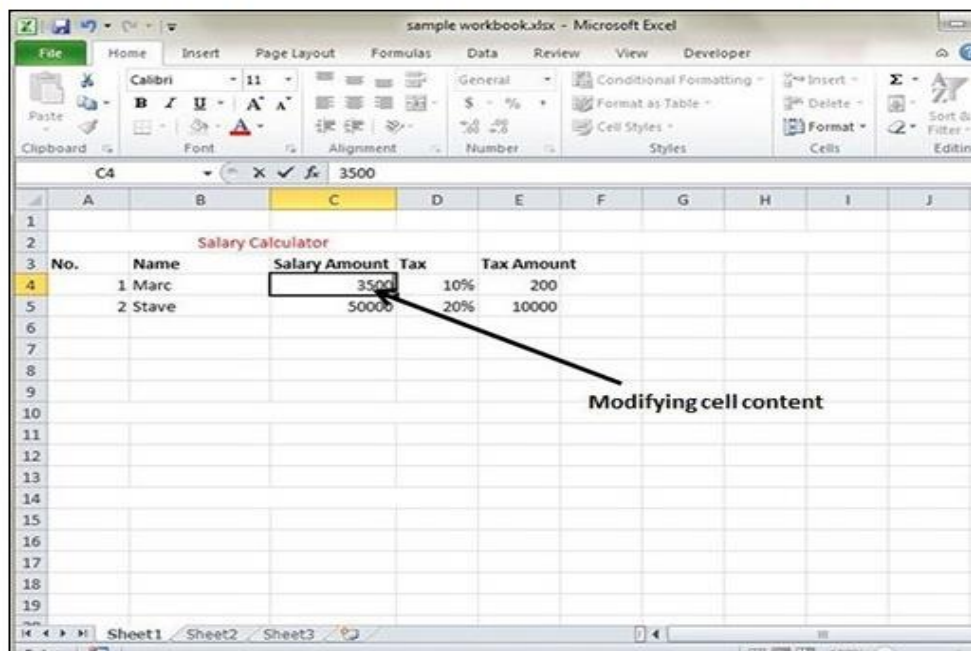 sample workbook.xlsx - Microsoft Excel
File Home Insert Page Layout Formulas Data Review View Developer
Calibri 11 General Conditional Formatting Insert Σ
Paste B I U A A $ % , Format as Table Delete Sort &
A Cell Styles Format Filter
Clipboard Font Alignment Number Styles Cells Editin
C4 fx 3500
A B C D E F G H I J
1
2 Salary Calculator
3 No. Name Salary Amount Tax Tax Amount
4 1 Marc 3500 10% 200
5 2 Stave 50000 20% 10000
6
7
8
9
Modifying cell content
10
11
12
13
14
15
16
17
18
19
Sheet1 Sheet2 Sheet3